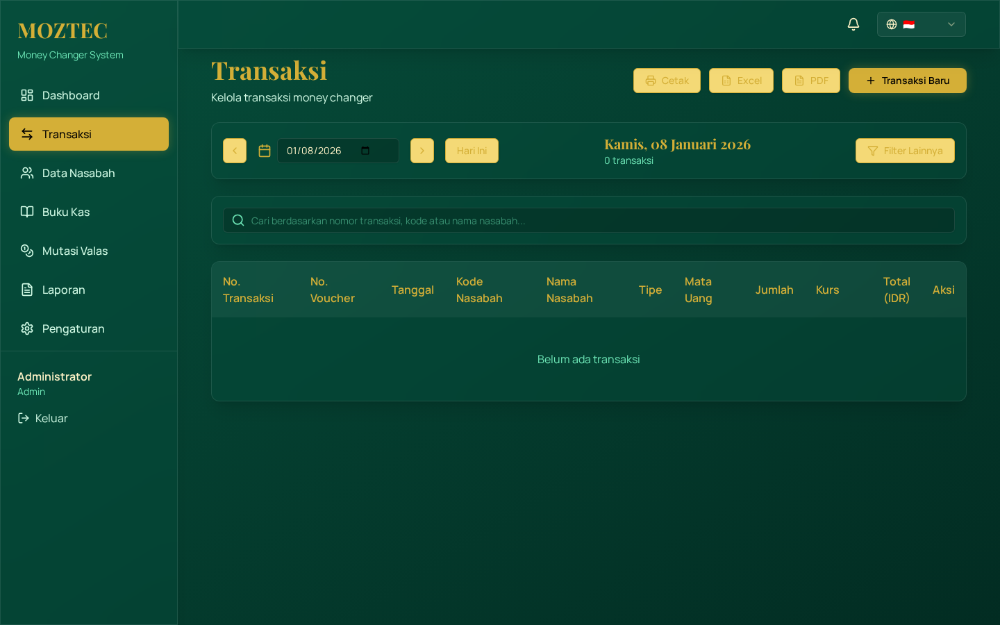 MOZTEC
Money Changer System
Dashboard
Transaksi
Data Nasabah
Buku Kas
Mutasi Valas
Laporan
Pengaturan
Administrator
Admin
Keluar
Transaksi
Kelola transaksi money changer
Cetak
Excel
PDF
Transaksi Baru
01/08/2026
Hari Ini
Kamis, 08 Januari 2026
0 transaksi
Filter Lainnya
Cari berdasarkan nomor transaksi, kode atau nama nasabah...
No. Transaksi
No. Voucher
Tanggal
Kode Nasabah
Nama Nasabah
Tipe
Mata Uang
Jumlah
Kurs
Total (IDR)
Aksi
Belum ada transaksi